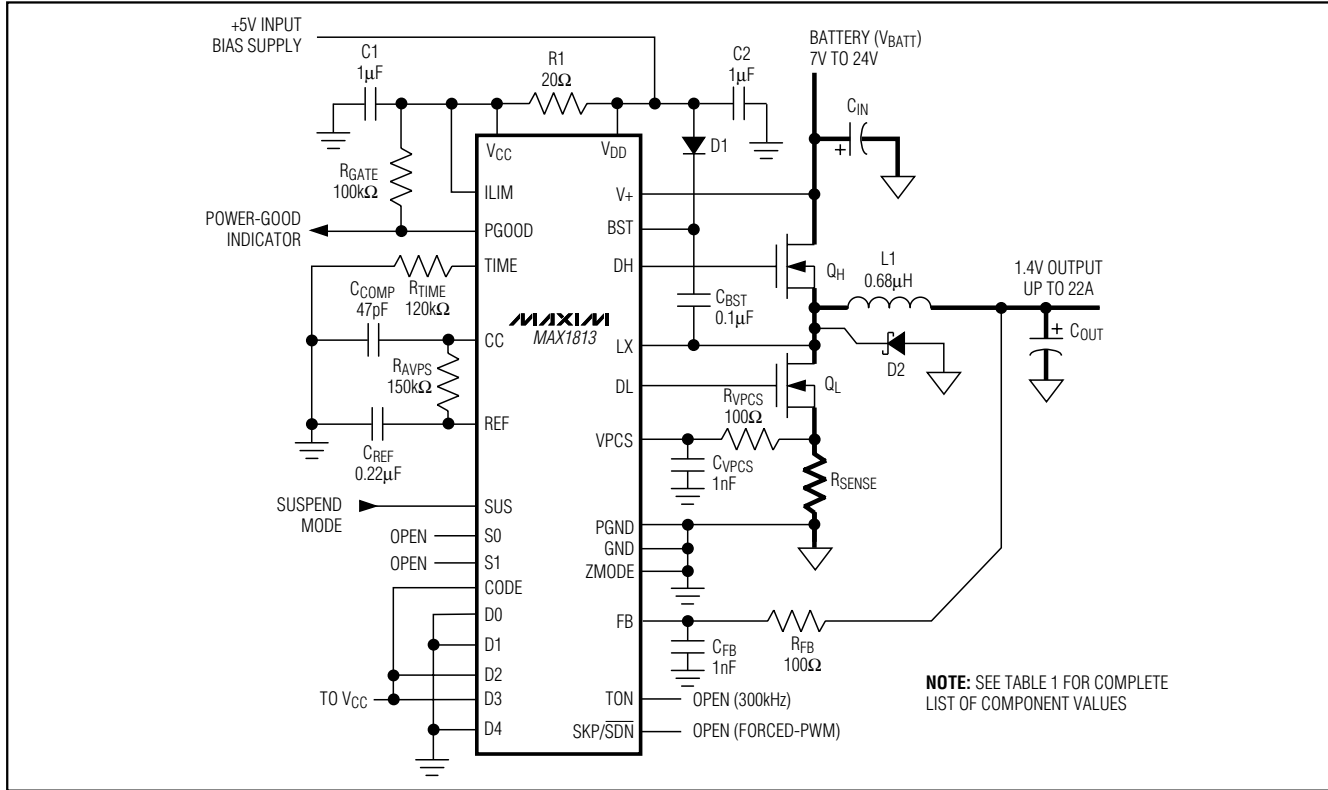 +5V INPUT
BIAS SUPPLY
C1
1µF
R1
20Ω
C2
1µF
BATTERY (VBATT)
7V TO 24V
CIN
+
D1
VCC
VDD
RGATE
100kΩ
ILIM
V+
POWER-GOOD
INDICATOR
PGOOD
BST
TIME
DH
QH
L1
0.68µH
1.4V OUTPUT
UP TO 22A
RTIME
120kΩ
CCOMP
47pF
CBST
0.1µF
+
COUT
MAXIM
MAX1813
CC
LX
D2
RAVPS
150kΩ
DL
QL
RVPCS
100Ω
REF
VPCS
CREF
0.22µF
CVPCS
1nF
RSENSE
SUSPEND
MODE
SUS
PGND
S0
OPEN
GND
S1
OPEN
ZMODE
CODE
D0
FB
RFB
100Ω
CFB
1nF
D1
D2
TO VCC
D3
TON
OPEN (300kHz)
D4
SKP/SDN
OPEN (FORCED-PWM)
NOTE: SEE TABLE 1 FOR COMPLETE
LIST OF COMPONENT VALUES